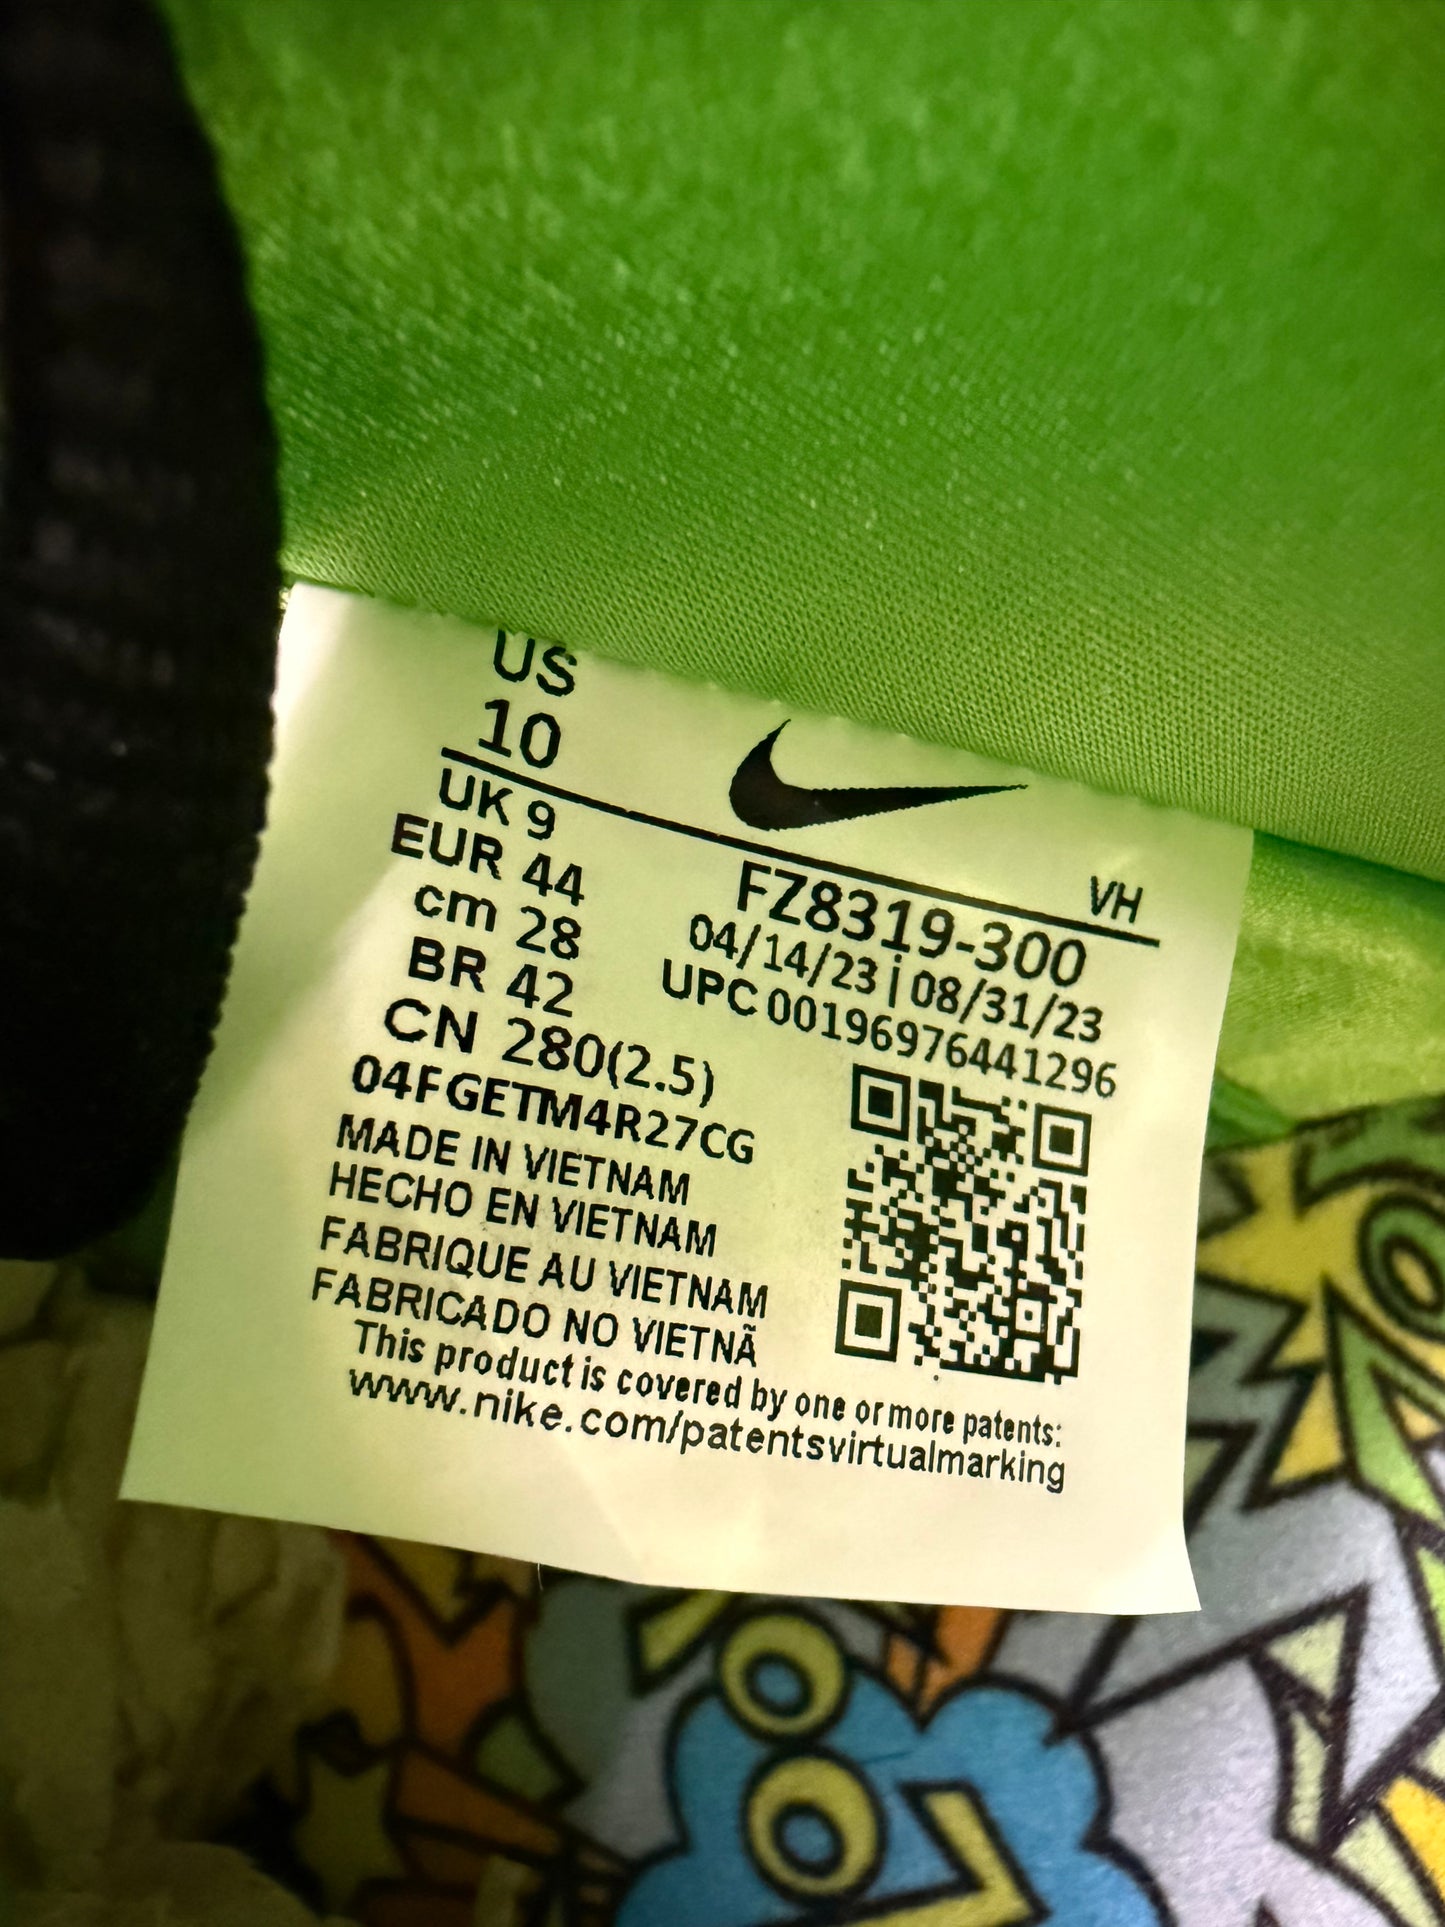 US
10
UK 9
EUR 44
cm 28
BR 42
CN 280(2.5)
VH
FZ8319-300
04/14/23 | 08/31/23
UPC 00196976441296
04FGETM4R27CG
MADE IN VIETNAM
HECHO EN VIETNAM
FABRIQUE AU VIETNAM
FABRICADO NO VIETNÃ
This product is covered by one or more patents:
www.nike.com/patentsvirtualmarking